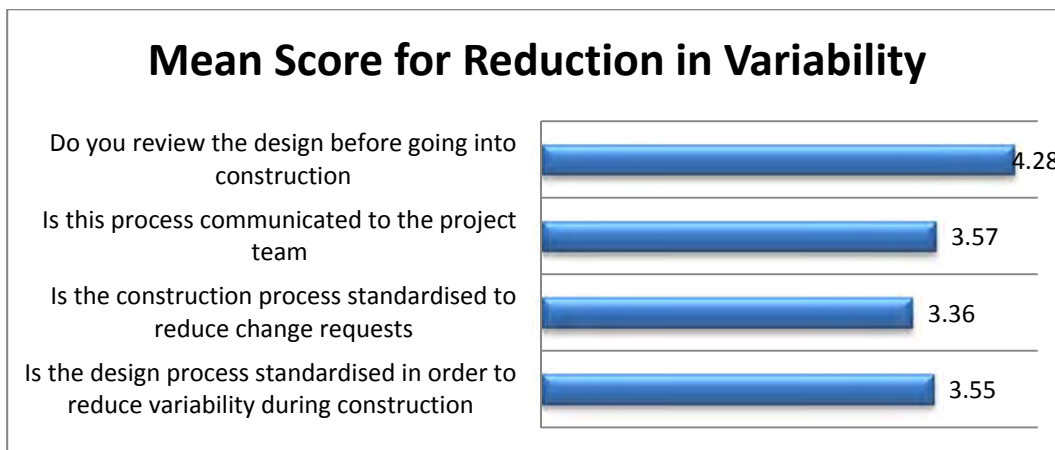 Mean Score for Reduction in Variability
Do you review the design before going into
construction
4.28
Is this process communicated to the project
team
3.57
Is the construction process standardised to
reduce change requests
3.36
Is the design process standardised in order to
reduce variability during construction
3.55